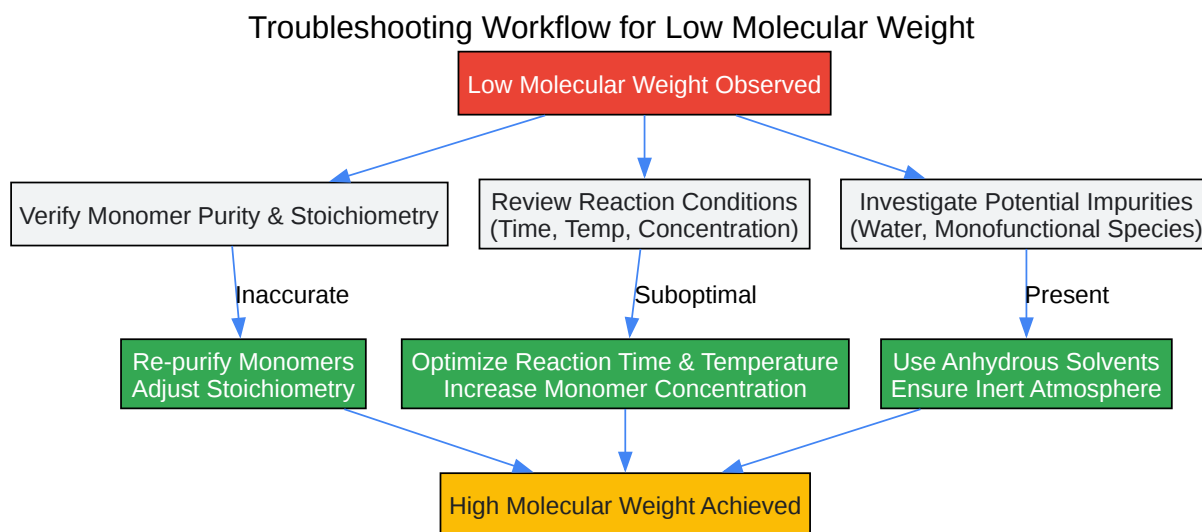 Troubleshooting Workflow for Low Molecular Weight
Low Molecular Weight Observed
Verify Monomer Purity & Stoichiometry
Review Reaction Conditions
(Time, Temp, Concentration)
Investigate Potential Impurities
(Water, Monofunctional Species)
Inaccurate
Suboptimal
Present
Re-purify Monomers
Adjust Stoichiometry
Optimize Reaction Time & Temperature
Increase Monomer Concentration
Use Anhydrous Solvents
Ensure Inert Atmosphere
High Molecular Weight Achieved